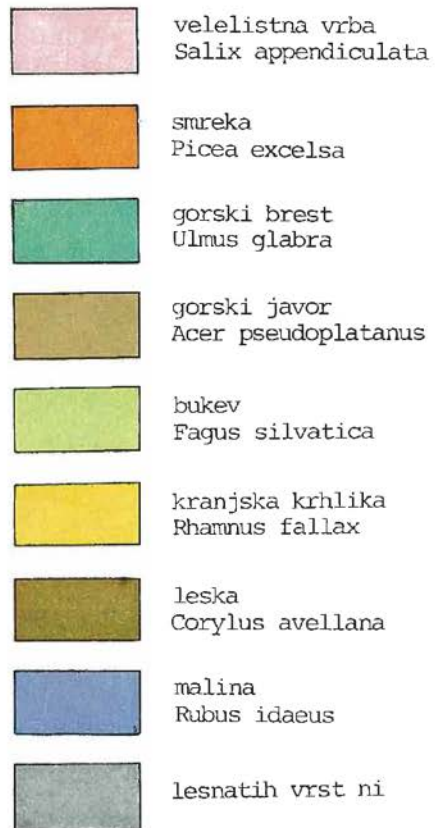 velelistna vrba
Salix appendiculata
smreka
Picea excelsa
gorski brest
Ulmus glabra
gorski javor
Acer pseudoplatanus
bukev
Fagus silvatica
kranjska krhlika
Rhamnus fallax
leska
Corylus avellana
malina
Rubus idaeus
lesnatih vrst ni